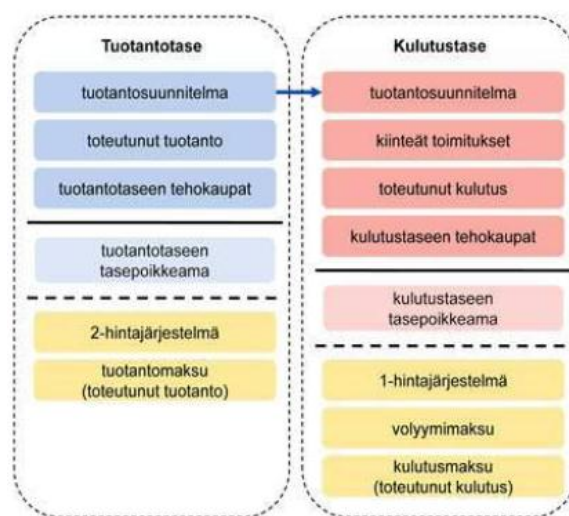 Tuotantotase
tuotantosuunnitelma
toteutunut tuotanto
tuotantotaseen tehokaupat
tuotantotaseen
tasepoikkeama
2-hintajärjestelmä
tuotantomaksu
(toteutunut tuotanto)
Kulutustase
tuotantosuunnitelma
kiinteät toimitukset
toteutunut kulutus
kulutustaseen tehokaupat
kulutustaseen
tasepoikkeama
1-hintajärjestelmä
volyymimaksu
kulutusmaksu
(toteutunut kulutus)